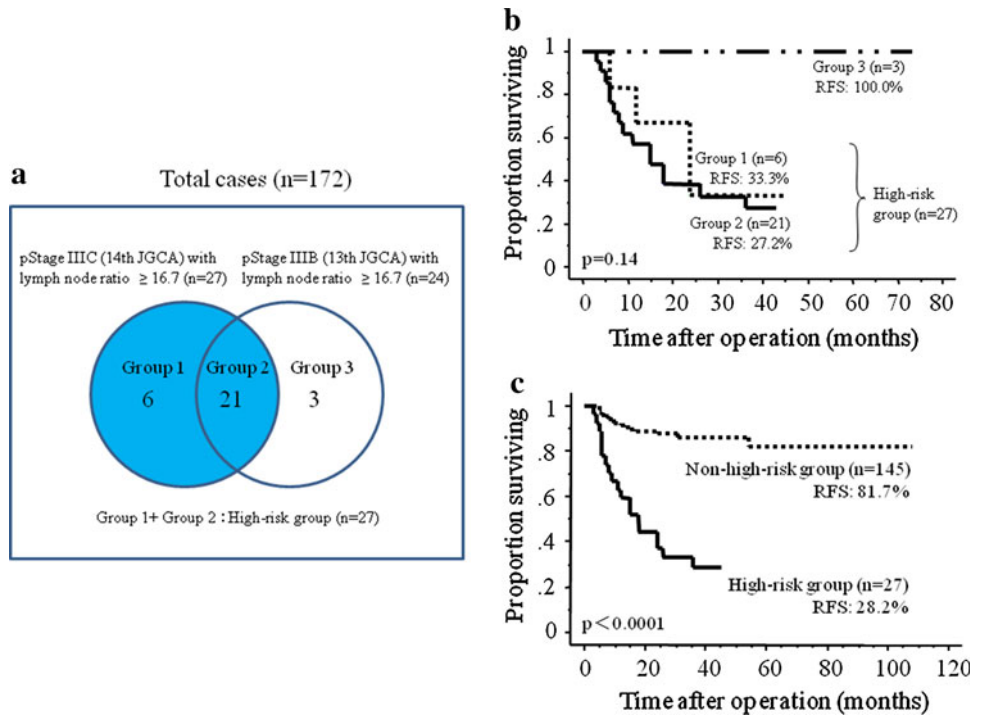 a
Total cases (n=172)
pStage IIIC (14th JGCA) with
lymph node ratio ≥ 16.7 (n=27)
pStage IIIB (13th JGCA) with
lymph node ratio ≥ 16.7 (n=24)
Group 1
6
Group 2
21
Group 3
3
Group 1+ Group 2 : High-risk group (n=27)
b
Proportion surviving
1
.8
.6
.4
.2
0
Group 3 (n=3)
RFS: 100.0%
Group 1 (n=6)
RFS: 33.3%
Group 2 (n=21)
RFS: 27.2%
High-risk
group (n=27)
p=0.14
0 10 20 30 40 50 60 70 80
Time after operation (months)
c
Proportion surviving
1
.8
.6
.4
.2
0
Non-high-risk group (n=145)
RFS: 81.7%
High-risk group (n=27)
RFS: 28.2%
p<0.0001
0 20 40 60 80 100 120
Time after operation (months)